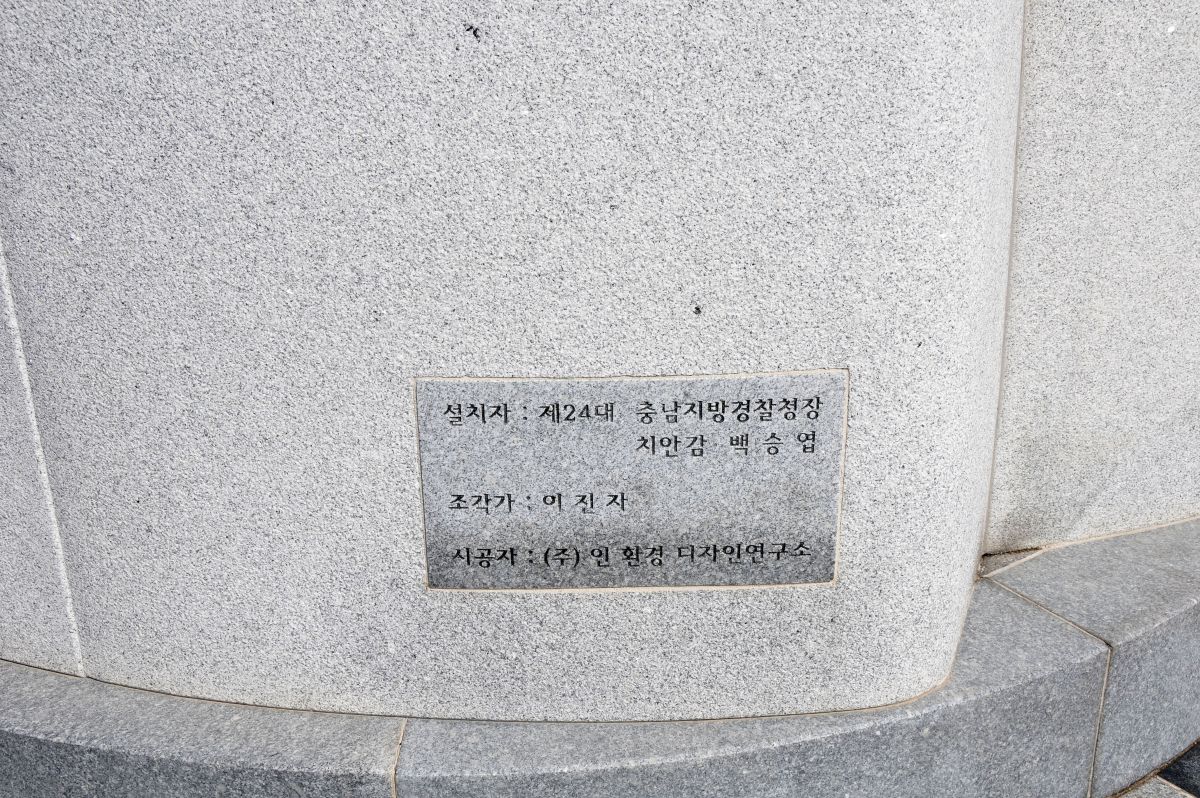 설치자 : 제24대 충남지방경찰청장
치안감 백 승 엽
조각가 : 이 진 자
시공자 : (주) 인 환경 디자인연구소